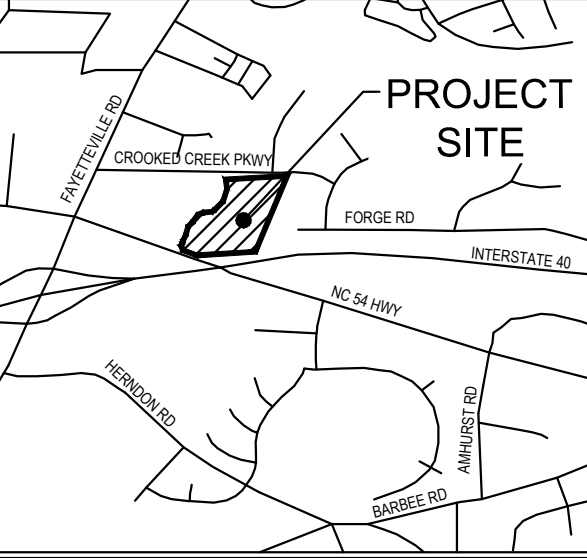 PROJECT
SITE
FAYETTEVILLE RD
CROOKED CREEK PKWY
FORGE RD
INTERSTATE 40
NC 54 HWY
HERNDON RD
AMHURST RD
BARBEE RD